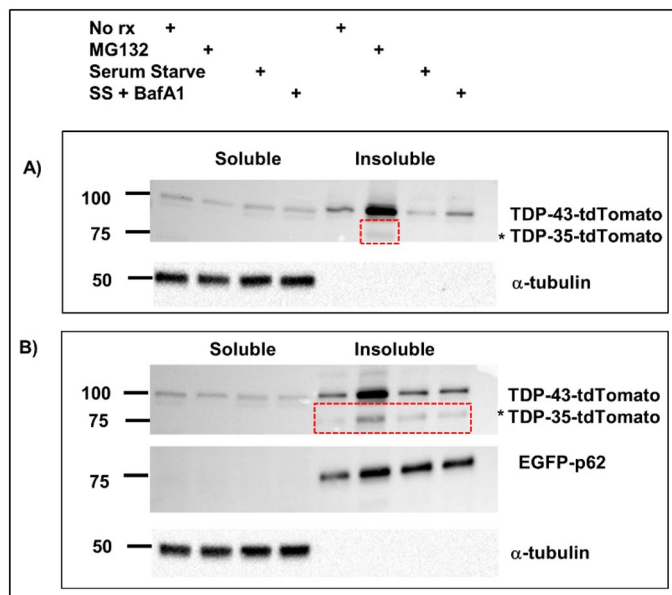 No rx + +
MG132 + +
Serum Starve + +
SS + BafA1 + +
A)
Soluble Insoluble
100
TDP-43-tdTomato
75
* TDP-35-tdTomato
50
α-tubulin
B)
Soluble Insoluble
100
TDP-43-tdTomato
75
* TDP-35-tdTomato
EGFP-p62
75
50
α-tubulin